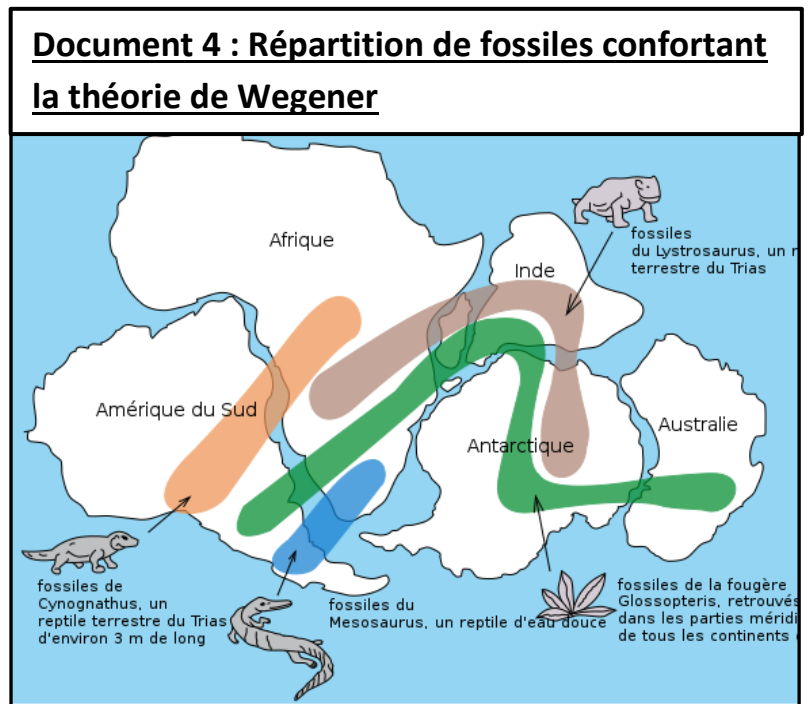 Document 4 : Répartition de fossiles confortant
la théorie de Wegener
Afrique
Inde
fossiles
du Lystrosaurus, un
terrestre du Trias
Amérique du Sud
Antarctique
Australie
fossiles de
Cynognathus, un
reptile terrestre du Trias
d'environ 3 m de long
fossiles du
Mesosaurus, un reptile d'eau douce
fossiles de la fougère
Glossopteris, retrouvés
dans les parties
de tous les continents